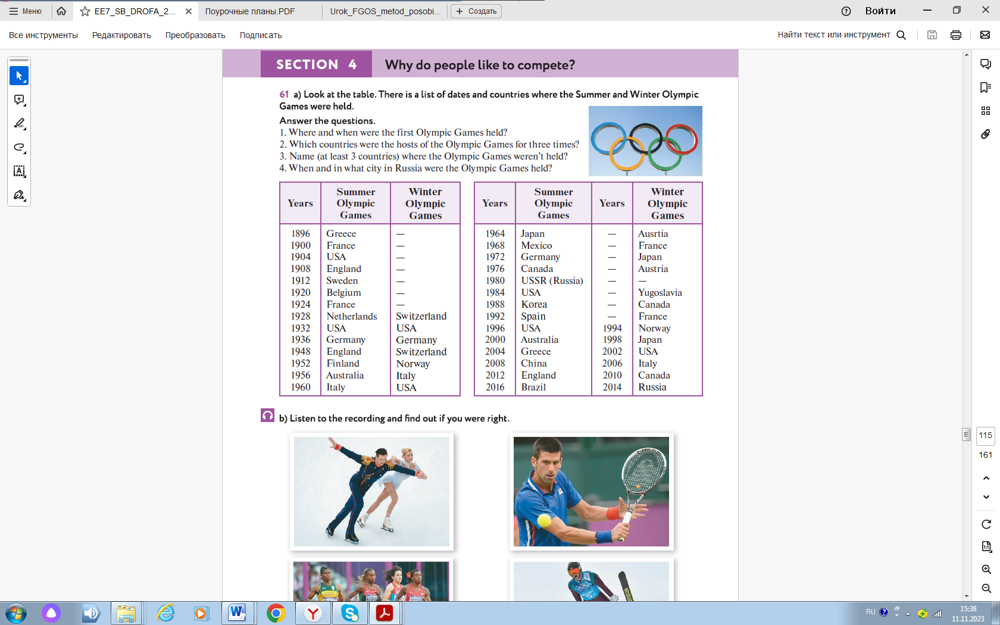 EE7_SB_DROFA_2...
Поурочные планы.PDF
Urok_FGOS_metod_posobi...
Создать
Меню
Войти
Все инструменты
Редактировать
Преобразовать
Подписать
Найти текст или инструмент
SECTION 4
Why do people like to compete?
61 a) Look at the table. There is a list of dates and countries where the Summer and Winter Olympic
Games were held.
Answer the questions.
1. Where and when were the first Olympic Games held?
2. Which countries were the hosts of the Olympic Games for three times?
3. Name (at least 3 countries) where the Olympic Games weren't held?
4. When and in what city in Russia were the Olympic Games held?
Years Summer Olympic Games Winter Olympic Games
1896 Greece —
1900 France —
1904 USA —
1908 England —
1912 Sweden —
1920 Belgium —
1924 France —
1928 Netherlands Switzerland
1932 USA USA
1936 Germany Germany
1948 England Switzerland
1952 Finland Norway
1956 Australia Italy
1960 Italy USA
Years Summer Olympic Games Years Winter Olympic Games
1964 Japan — Ausrtia
1968 Mexico — France
1972 Germany — Japan
1976 Canada — Austria
1980 USSR (Russia) — —
1984 USA — Yugoslavia
1988 Korea — Canada
1992 Spain — France
1996 USA 1994 Norway
2000 Australia 1998 Japan
2004 Greece 2002 USA
2008 China 2006 Italy
2012 England 2010 Canada
2016 Brazil 2014 Russia
b) Listen to the recording and find out if you were right.
115
161
RU
15:38
11.11.2023